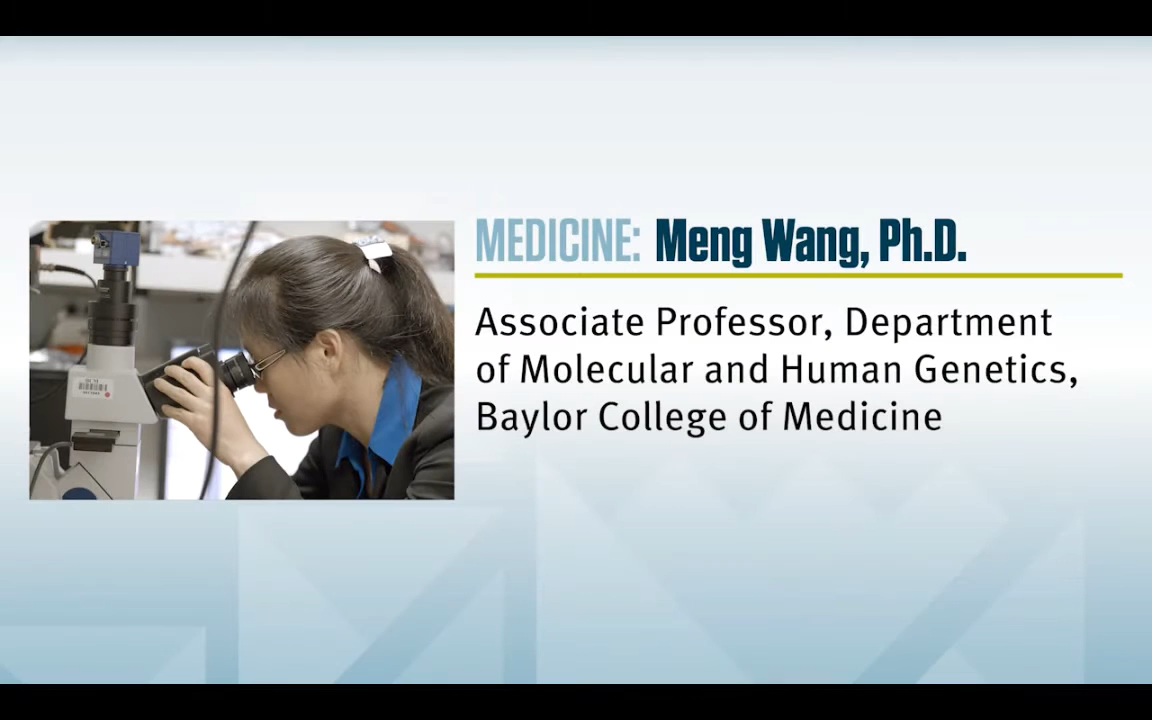 MEDICINE: Meng Wang, Ph.D.
Associate Professor, Department
of Molecular and Human Genetics,
Baylor College of Medicine